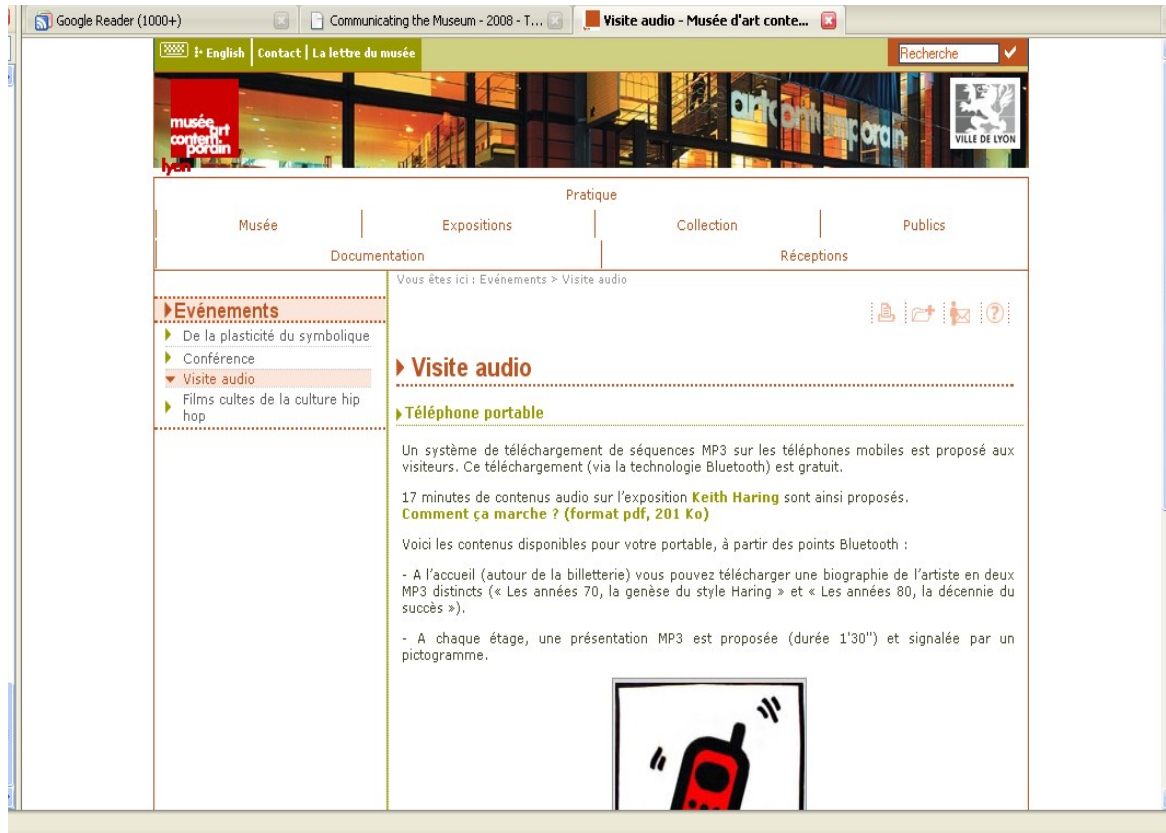 Google Reader (1000+)
Communicating the Museum - 2008 - T...
Visite audio - Musée d'art conte...
English | Contact | La lettre du musée
Recherche
musée
art
contem:
porain
lyon
art contemporain
VILLE DE LYON
Pratique
Musée
Expositions
Collection
Publics
Documentation
Réceptions
Vous êtes ici : Evénements > Visite audio
Evénements
De la plasticité du symbolique
Conférence
Visite audio
Films cultes de la culture hip
hop
Visite audio
Téléphone portable
Un système de téléchargement de séquences MP3 sur les téléphones mobiles est proposé aux
visiteurs. Ce téléchargement (via la technologie Bluetooth) est gratuit.
17 minutes de contenus audio sur l'exposition Keith Haring sont ainsi proposés.
Comment ça marche ? (format pdf, 201 Ko)
Voici les contenus disponibles pour votre portable, à partir des points Bluetooth :
- A l'accueil (autour de la billetterie) vous pouvez télécharger une biographie de l'artiste en deux
MP3 distincts (« Les années 70, la genèse du style Haring » et « Les années 80, la décennie du
succès »).
- A chaque étage, une présentation MP3 est proposée (durée 1'30'') et signalée par un
pictogramme.